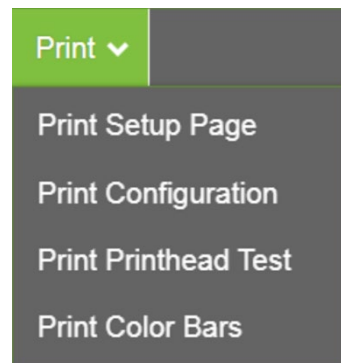 Print
Print Setup Page
Print Configuration
Print Printhead Test
Print Color Bars